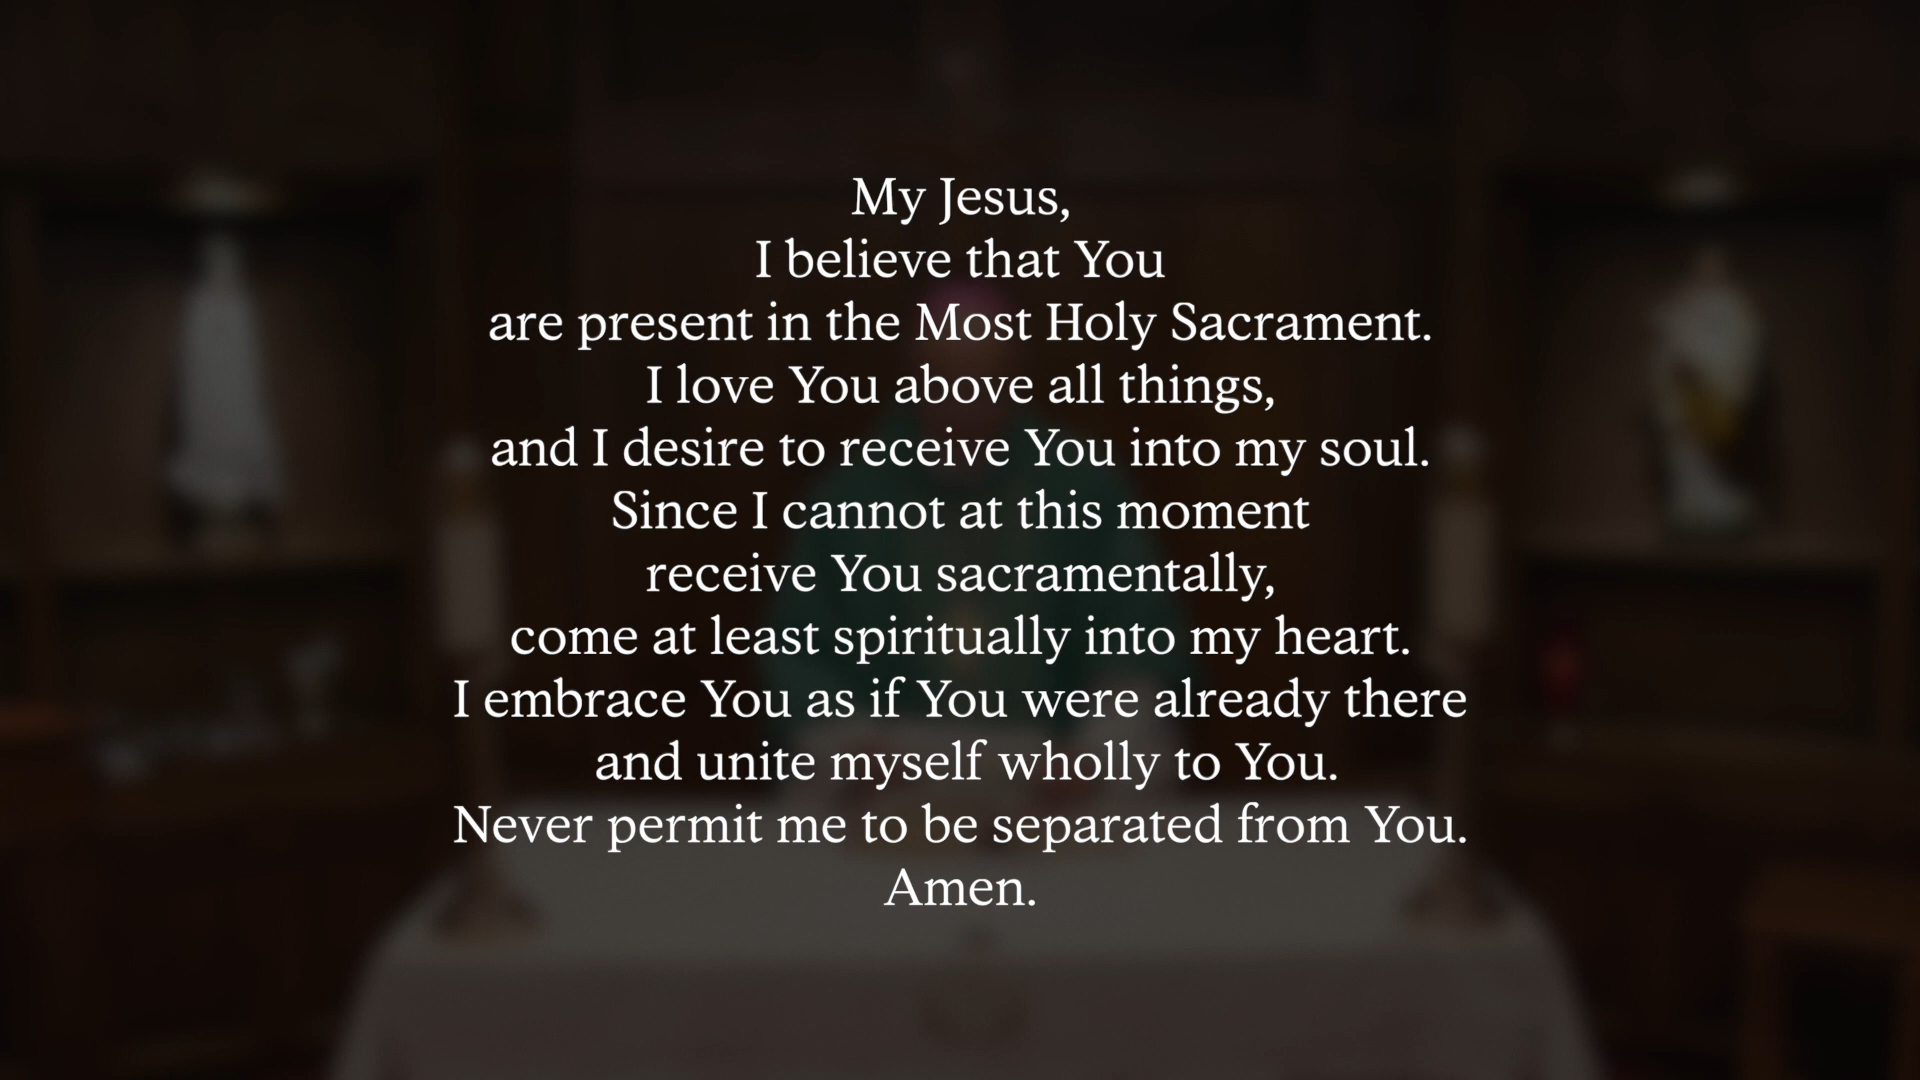 My Jesus,
I believe that You
are present in the Most Holy Sacrament.
I love You above all things,
and I desire to receive You into my soul.
Since I cannot at this moment
receive You sacramentally,
come at least spiritually into my heart.
I embrace You as if You were already there
and unite myself wholly to You.
Never permit me to be separated from You.
Amen.